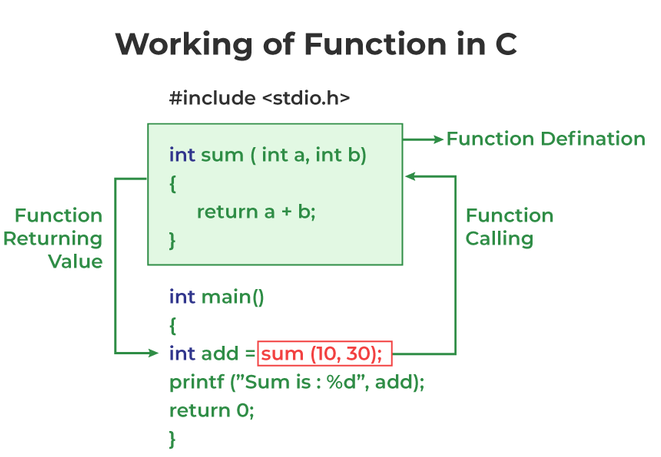 Working of Function in C
#include <stdio.h>
Function Defination
int sum ( int a, int b)
{
return a + b;
}
Function
Returning
Value
Function
Calling
int main()
{
int add = sum (10, 30);
printf (”Sum is : %d”, add);
return 0;
}